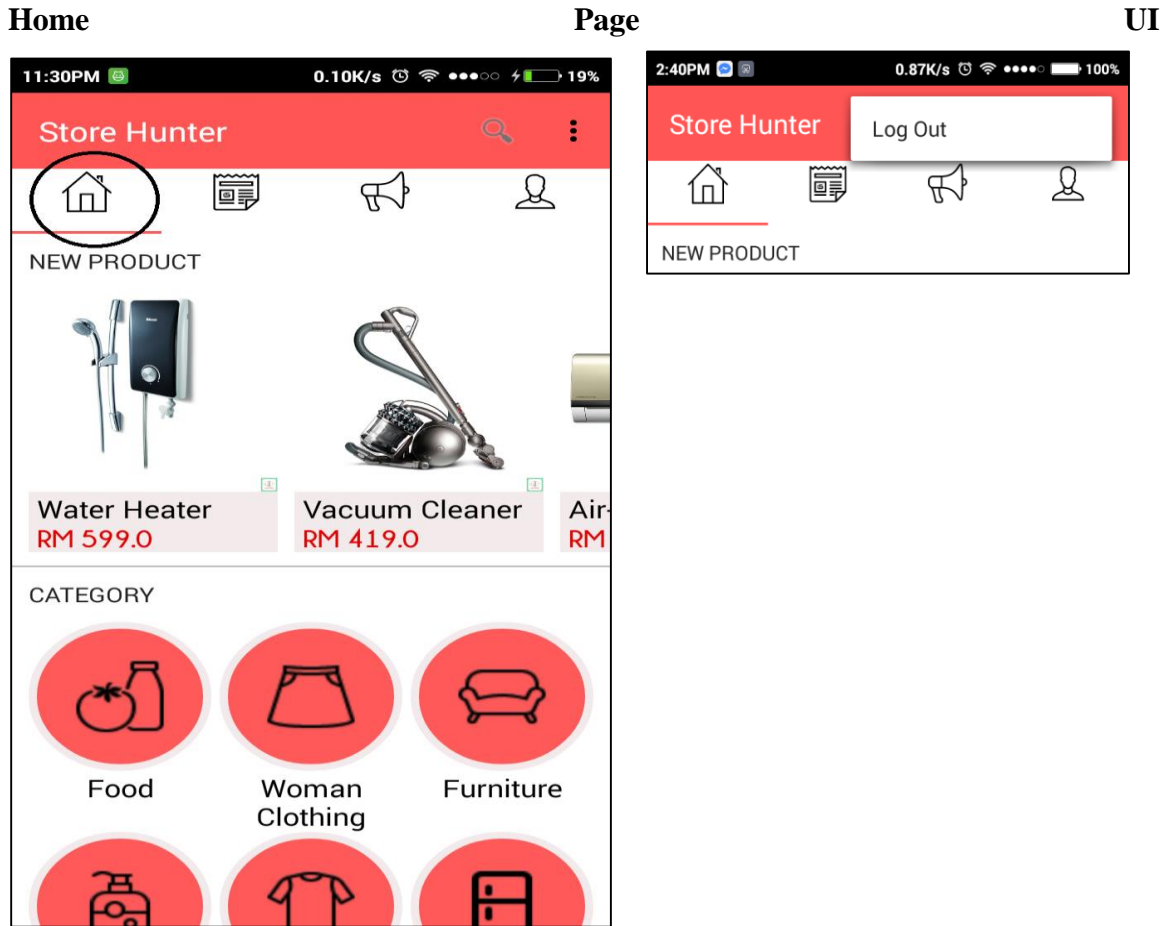 Home Page UI
11:30PM 0.10K/s 19%
Store Hunter
NEW PRODUCT
Water Heater Vacuum Cleaner Air-
RM 599.0 RM 419.0 RM
CATEGORY
Food Woman Furniture
Clothing
2:40PM 0.87K/s 100%
Store Hunter Log Out
NEW PRODUCT